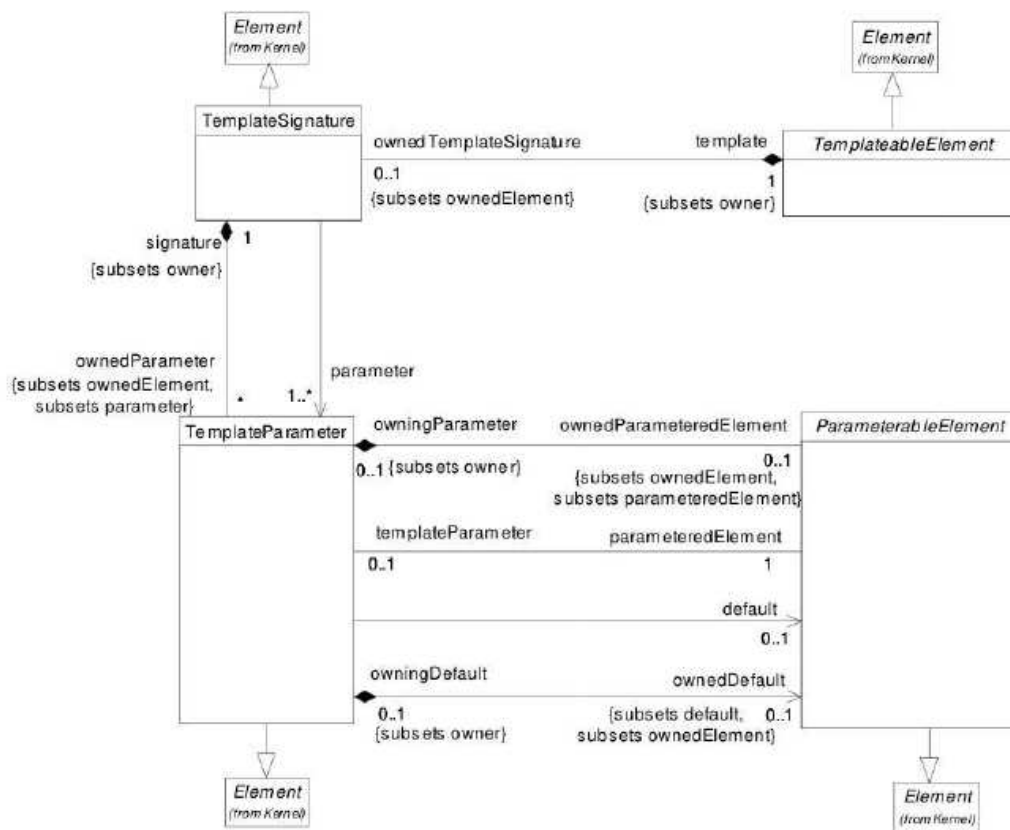 Element
(from Kernel)
Element
(from Kernel)
TemplateSignature
ownedTemplateSignature
template
TemplateableElement
0..1
1
{subsets ownedElement}
{subsets owner}
signature
1
{subsets owner}
ownedParameter
{subsets ownedElement,
subsets parameter}
*
parameter
1..*
TemplateParameter
owningParameter
ownedParameteredElement
ParameterableElement
0..1
{subsets owner}
0..1
{subsets ownedElement,
subsets parameteredElement}
templateParameter
parameteredElement
0..1
1
default
0..1
owningDefault
ownedDefault
0..1
{subsets owner}
{subsets default,
subsets ownedElement}
0..1
Element
(from Kernel)
Element
(from Kernel)